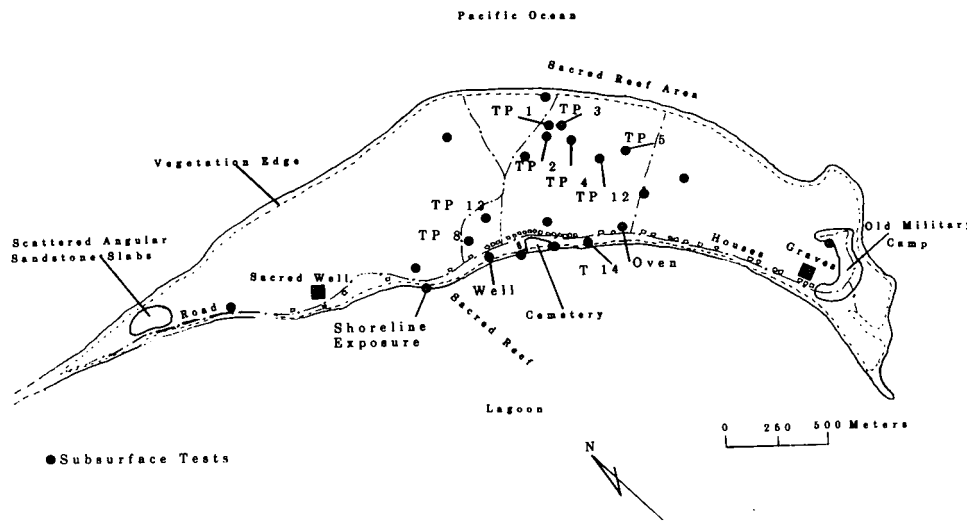 Pacific Ocean
Sacred Reef Area
TP 1
TP 3
TP 5
TP 2
TP 4
TP 12
Vegetation Edge
TP 13
TP 8
Scattered Angular
Sandstone Slabs
Sacred Well
Road
Well
Shoreline
Exposure
Sacred Reef
Cemetery
T 14
Oven
Houses
Graves
Old Military
Camp
Lagoon
0 250 500 Meters
N
Subsurface Tests